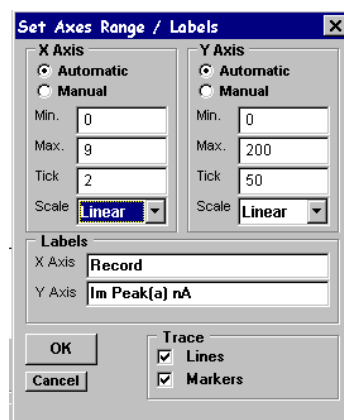 Set Axes Range / Labels
X Axis
Automatic
Manual
Min. 0
Max. 9
Tick 2
Scale Linear
Y Axis
Automatic
Manual
Min. 0
Max. 200
Tick 50
Scale Linear
Labels
X Axis Record
Y Axis Im Peak(a) nA
OK
Cancel
Trace
Lines
Markers